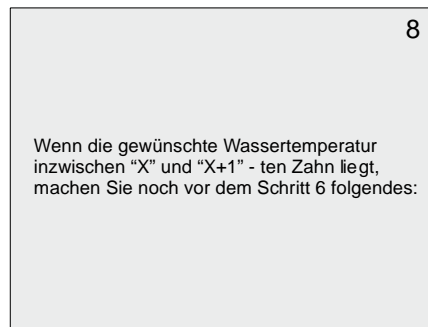 8
Wenn die gewünschte Wassertemperatur
inzwischen “X” und “X+1” - ten Zahn liegt,
machen Sie noch vor dem Schritt 6 folgendes: